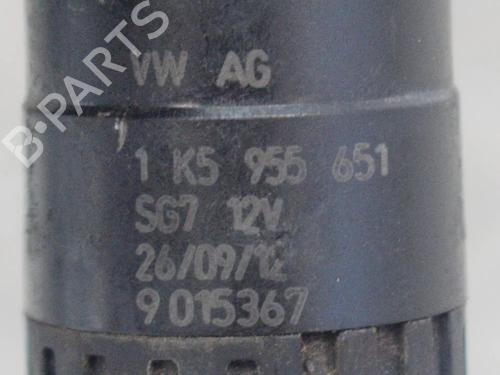 B-PARTS
VW AG
1 K5 955 651
SG7 12V
26/09/12
9 015367